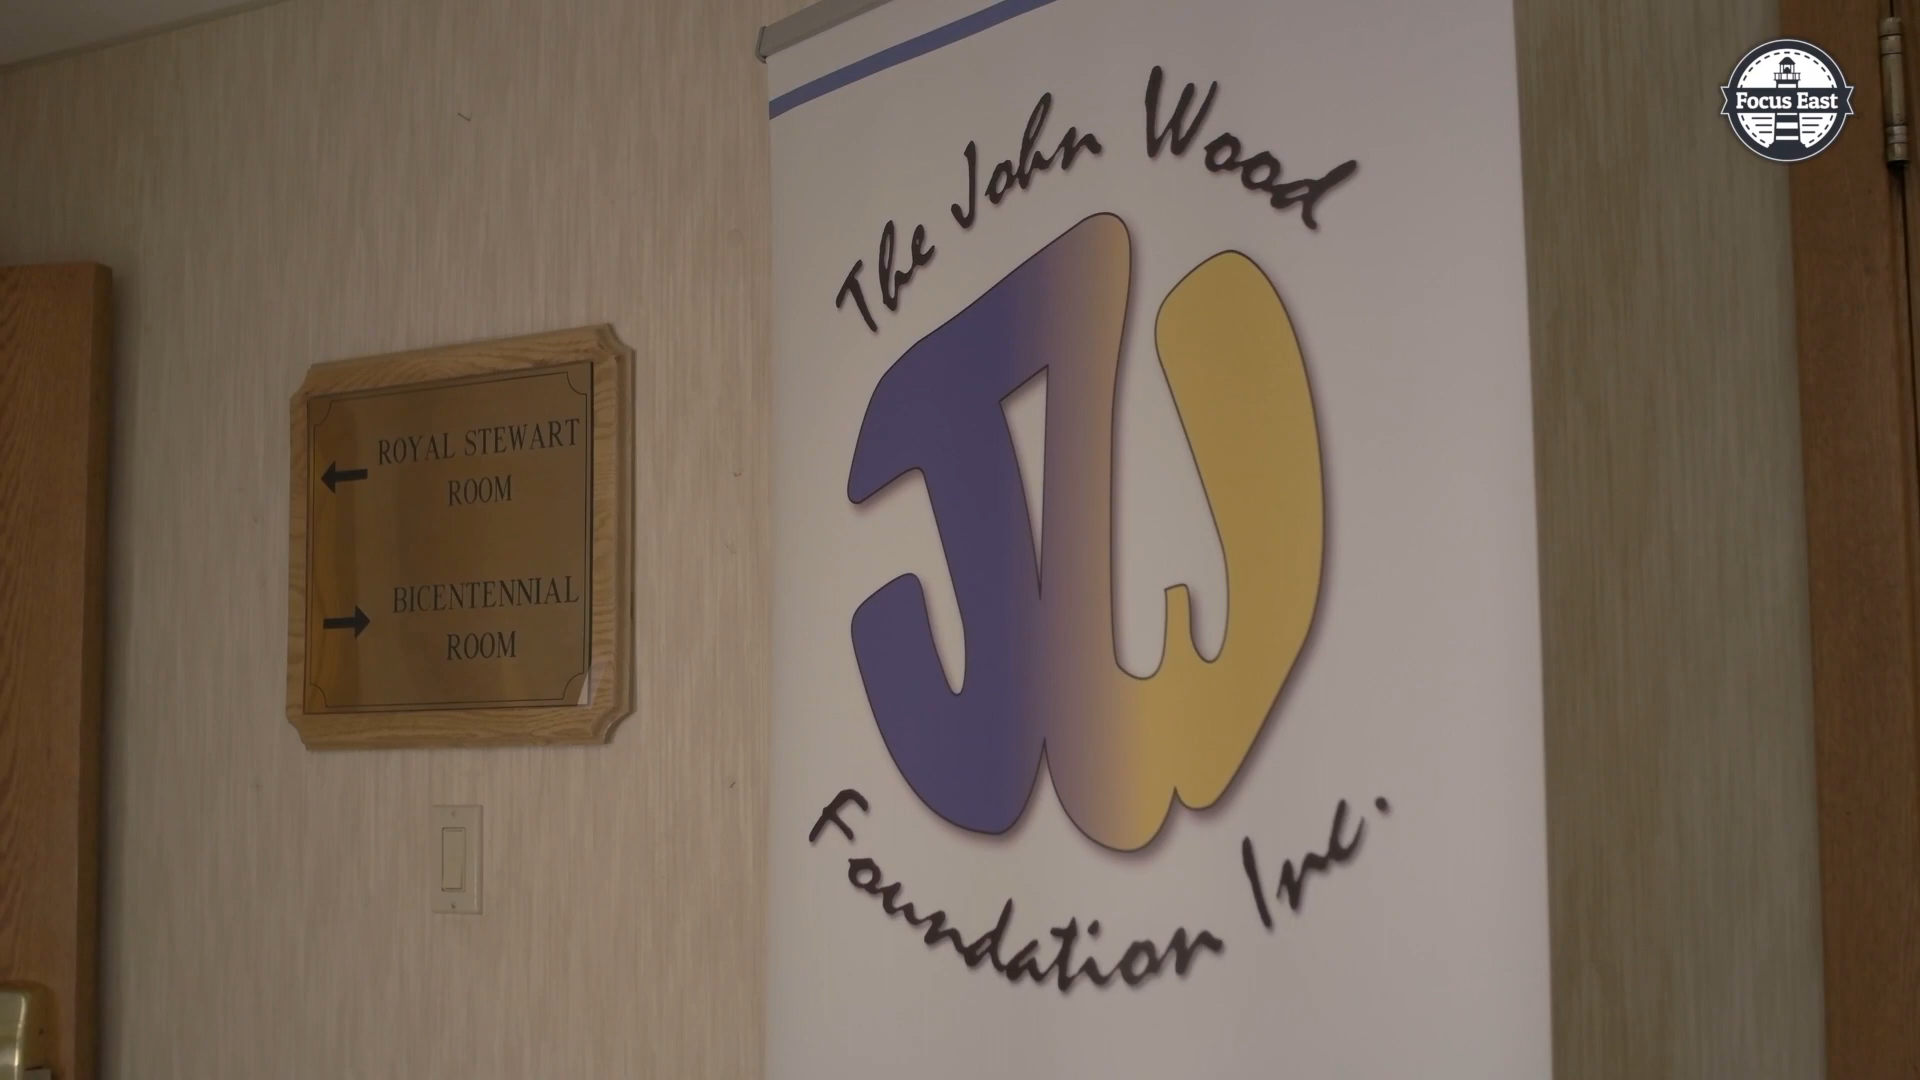 ROYAL STEWART
ROOM
BICENTENNIAL
ROOM
The John Wood
JW
Foundation Inc.
Focus East